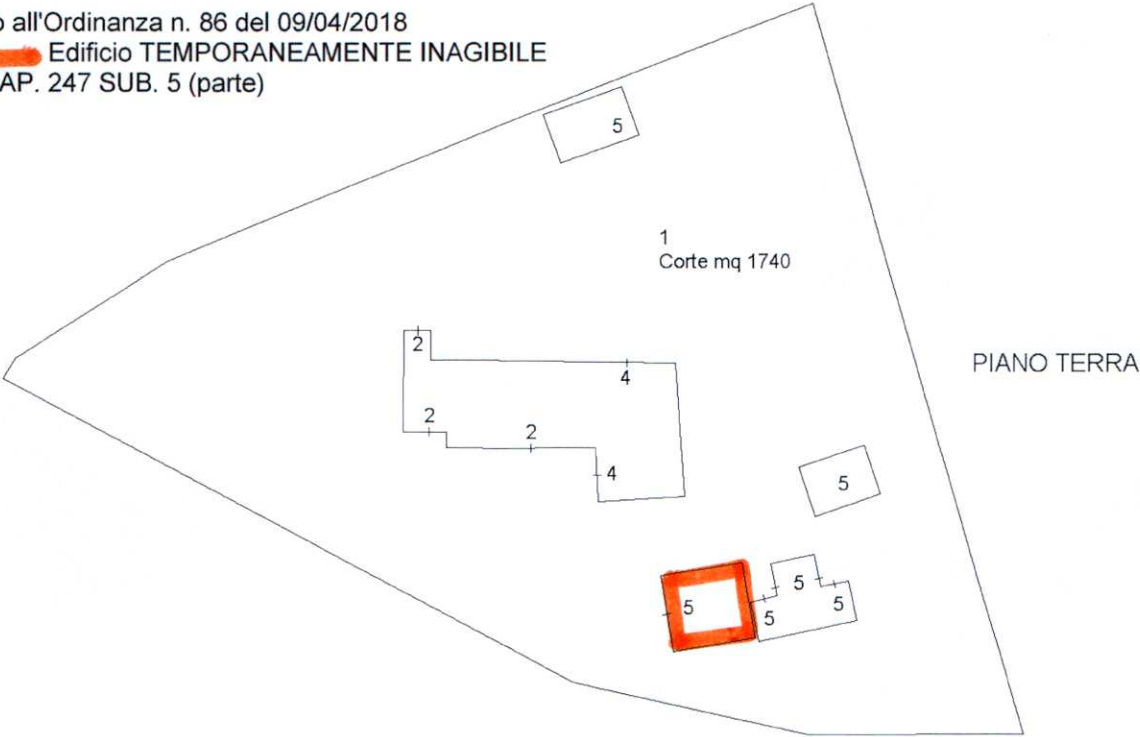 o all'Ordinanza n. 86 del 09/04/2018
Edificio TEMPORANEAMENTE INAGIBILE
AP. 247 SUB. 5 (parte)
5
1
Corte mq 1740
2
4
PIANO TERRA
2
2
4
5
5
5
5
5